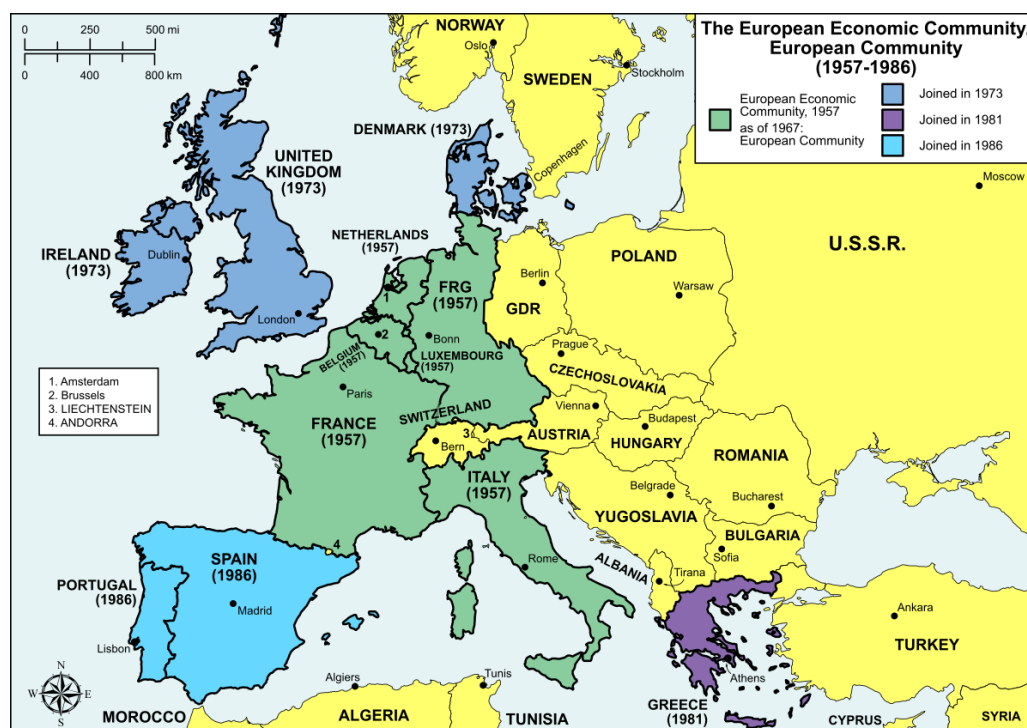 0 250 500 mi
0 400 800 km
The European Economic Community,
European Community
(1957-1986)
European Economic
Community, 1957
as of 1967:
European Community
Joined in 1973
Joined in 1981
Joined in 1986
NORWAY
Oslo
SWEDEN
Stockholm
DENMARK (1973)
Copenhagen
Moscow
U.S.S.R.
UNITED
KINGDOM
(1973)
IRELAND
(1973)
Dublin
London
NETHERLANDS
(1957)
1
FRG
(1957)
Bonn
2
BELGIUM
(1957)
LUXEMBOURG
(1957)
Berlin
GDR
POLAND
Warsaw
Prague
CZECHOSLOVAKIA
1. Amsterdam
2. Brussels
3. LIECHTENSTEIN
4. ANDORRA
Paris
FRANCE
(1957)
SWITZERLAND
Bern
3
Vienna
AUSTRIA
Budapest
HUNGARY
ROMANIA
Bucharest
ITALY
(1957)
Rome
Belgrade
YUGOSLAVIA
BULGARIA
Sofia
ALBANIA
Tirana
4
SPAIN
(1986)
Madrid
PORTUGAL
(1986)
Lisbon
Ankara
TURKEY
Athens
GREECE
(1981)
N
W E
S
MOROCCO
Algiers
ALGERIA
Tunis
TUNISIA
CYPRUS
SYRIA